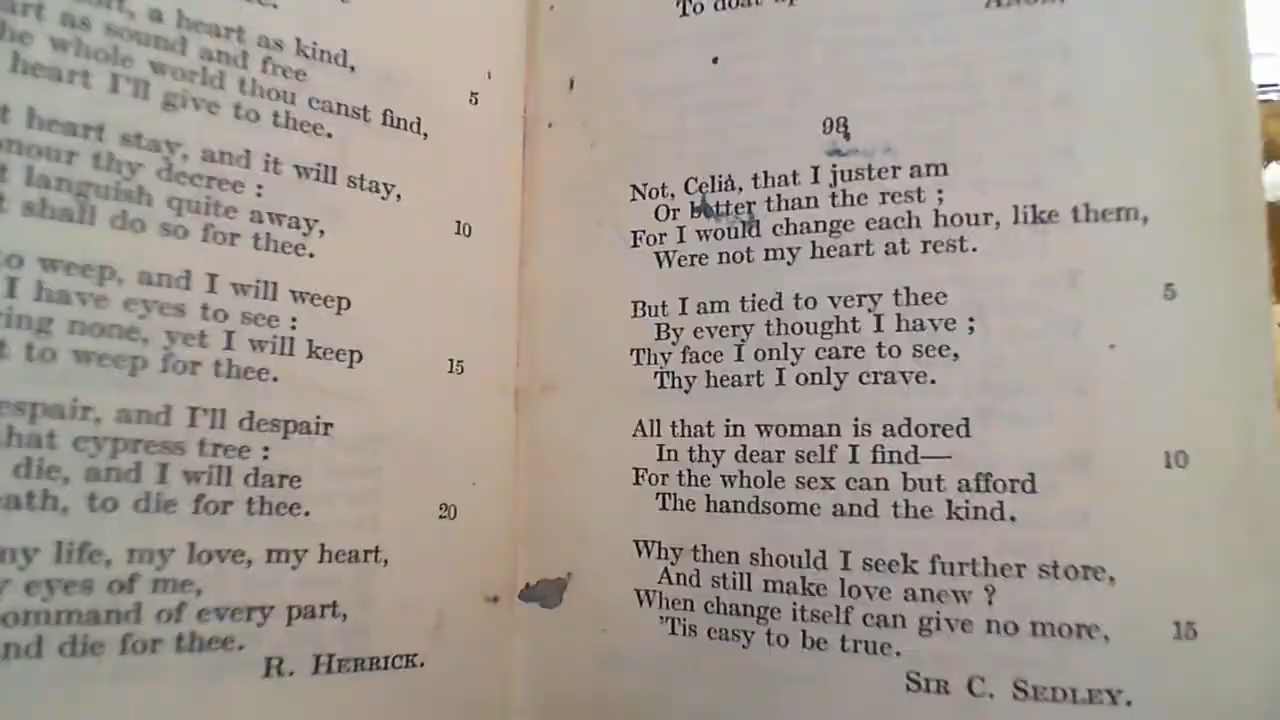 a heart as kind,
as sound and free
whole world thou canst find,
heart I'll give to thee.
5
heart stay, and it will stay,
thy decree :
languish quite away,
shall do so for thee.
10
weep, and I will weep
I have eyes to see :
none, yet I will keep
to weep for thee.
15
and I'll despair
cypress tree :
die, and I will dare
to die for thee.
20
life, my love, my heart,
eyes of me,
of every part,
die for thee.
R. HERRICK.
To
98
Not, Celia, that I juster am
Or better than the rest ;
For I would change each hour, like them,
Were not my heart at rest.
But I am tied to very thee
5
By every thought I have ;
Thy face I only care to see,
Thy heart I only crave.
All that in woman is adored
In thy dear self I find—
10
For the whole sex can but afford
The handsome and the kind.
Why then should I seek further store,
And still make love anew ?
When change itself can give no more,
15
'Tis easy to be true.
SIR C. SEDLEY.